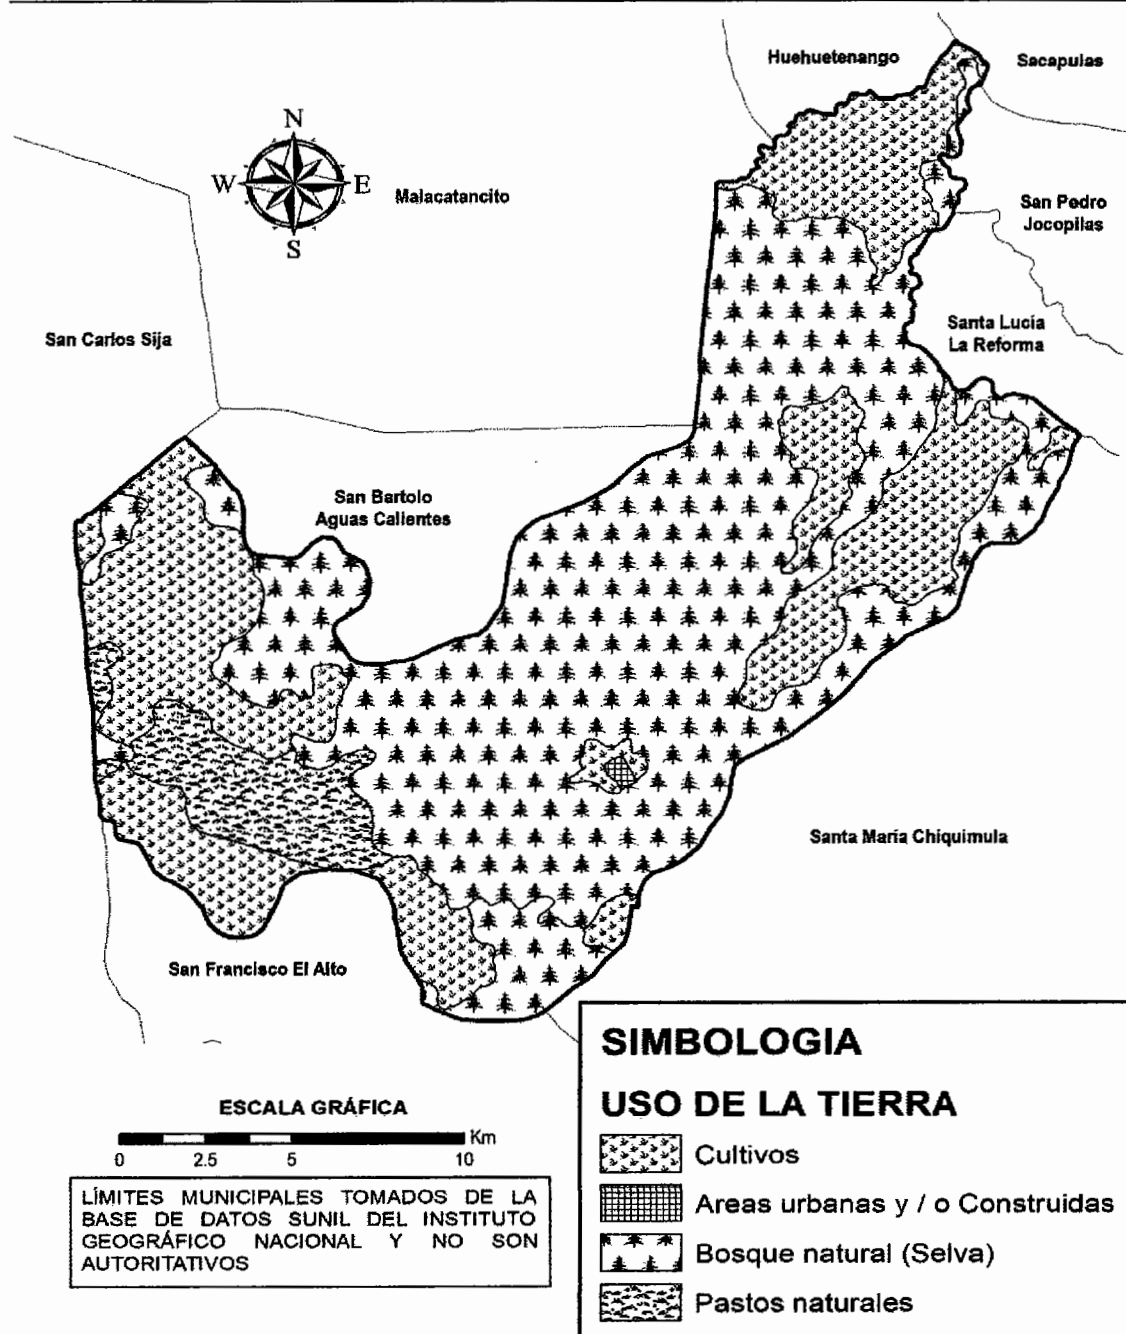 Huehuetenango
Sacapulas
N
W
E
S
Malacatancito
San Pedro
Jocopilas
San Carlos Sija
Santa Lucía
La Reforma
San Bartolo
Aguas Calientes
Santa María Chiquimula
San Francisco El Alto
ESCALA GRÁFICA
Km
0 2.5 5 10
LÍMITES MUNICIPALES TOMADOS DE LA
BASE DE DATOS SUNIL DEL INSTITUTO
GEOGRÁFICO NACIONAL Y NO SON
AUTORITATIVOS
SIMBOLOGIA
USO DE LA TIERRA
Cultivos
Areas urbanas y / o Construidas
Bosque natural (Selva)
Pastos naturales